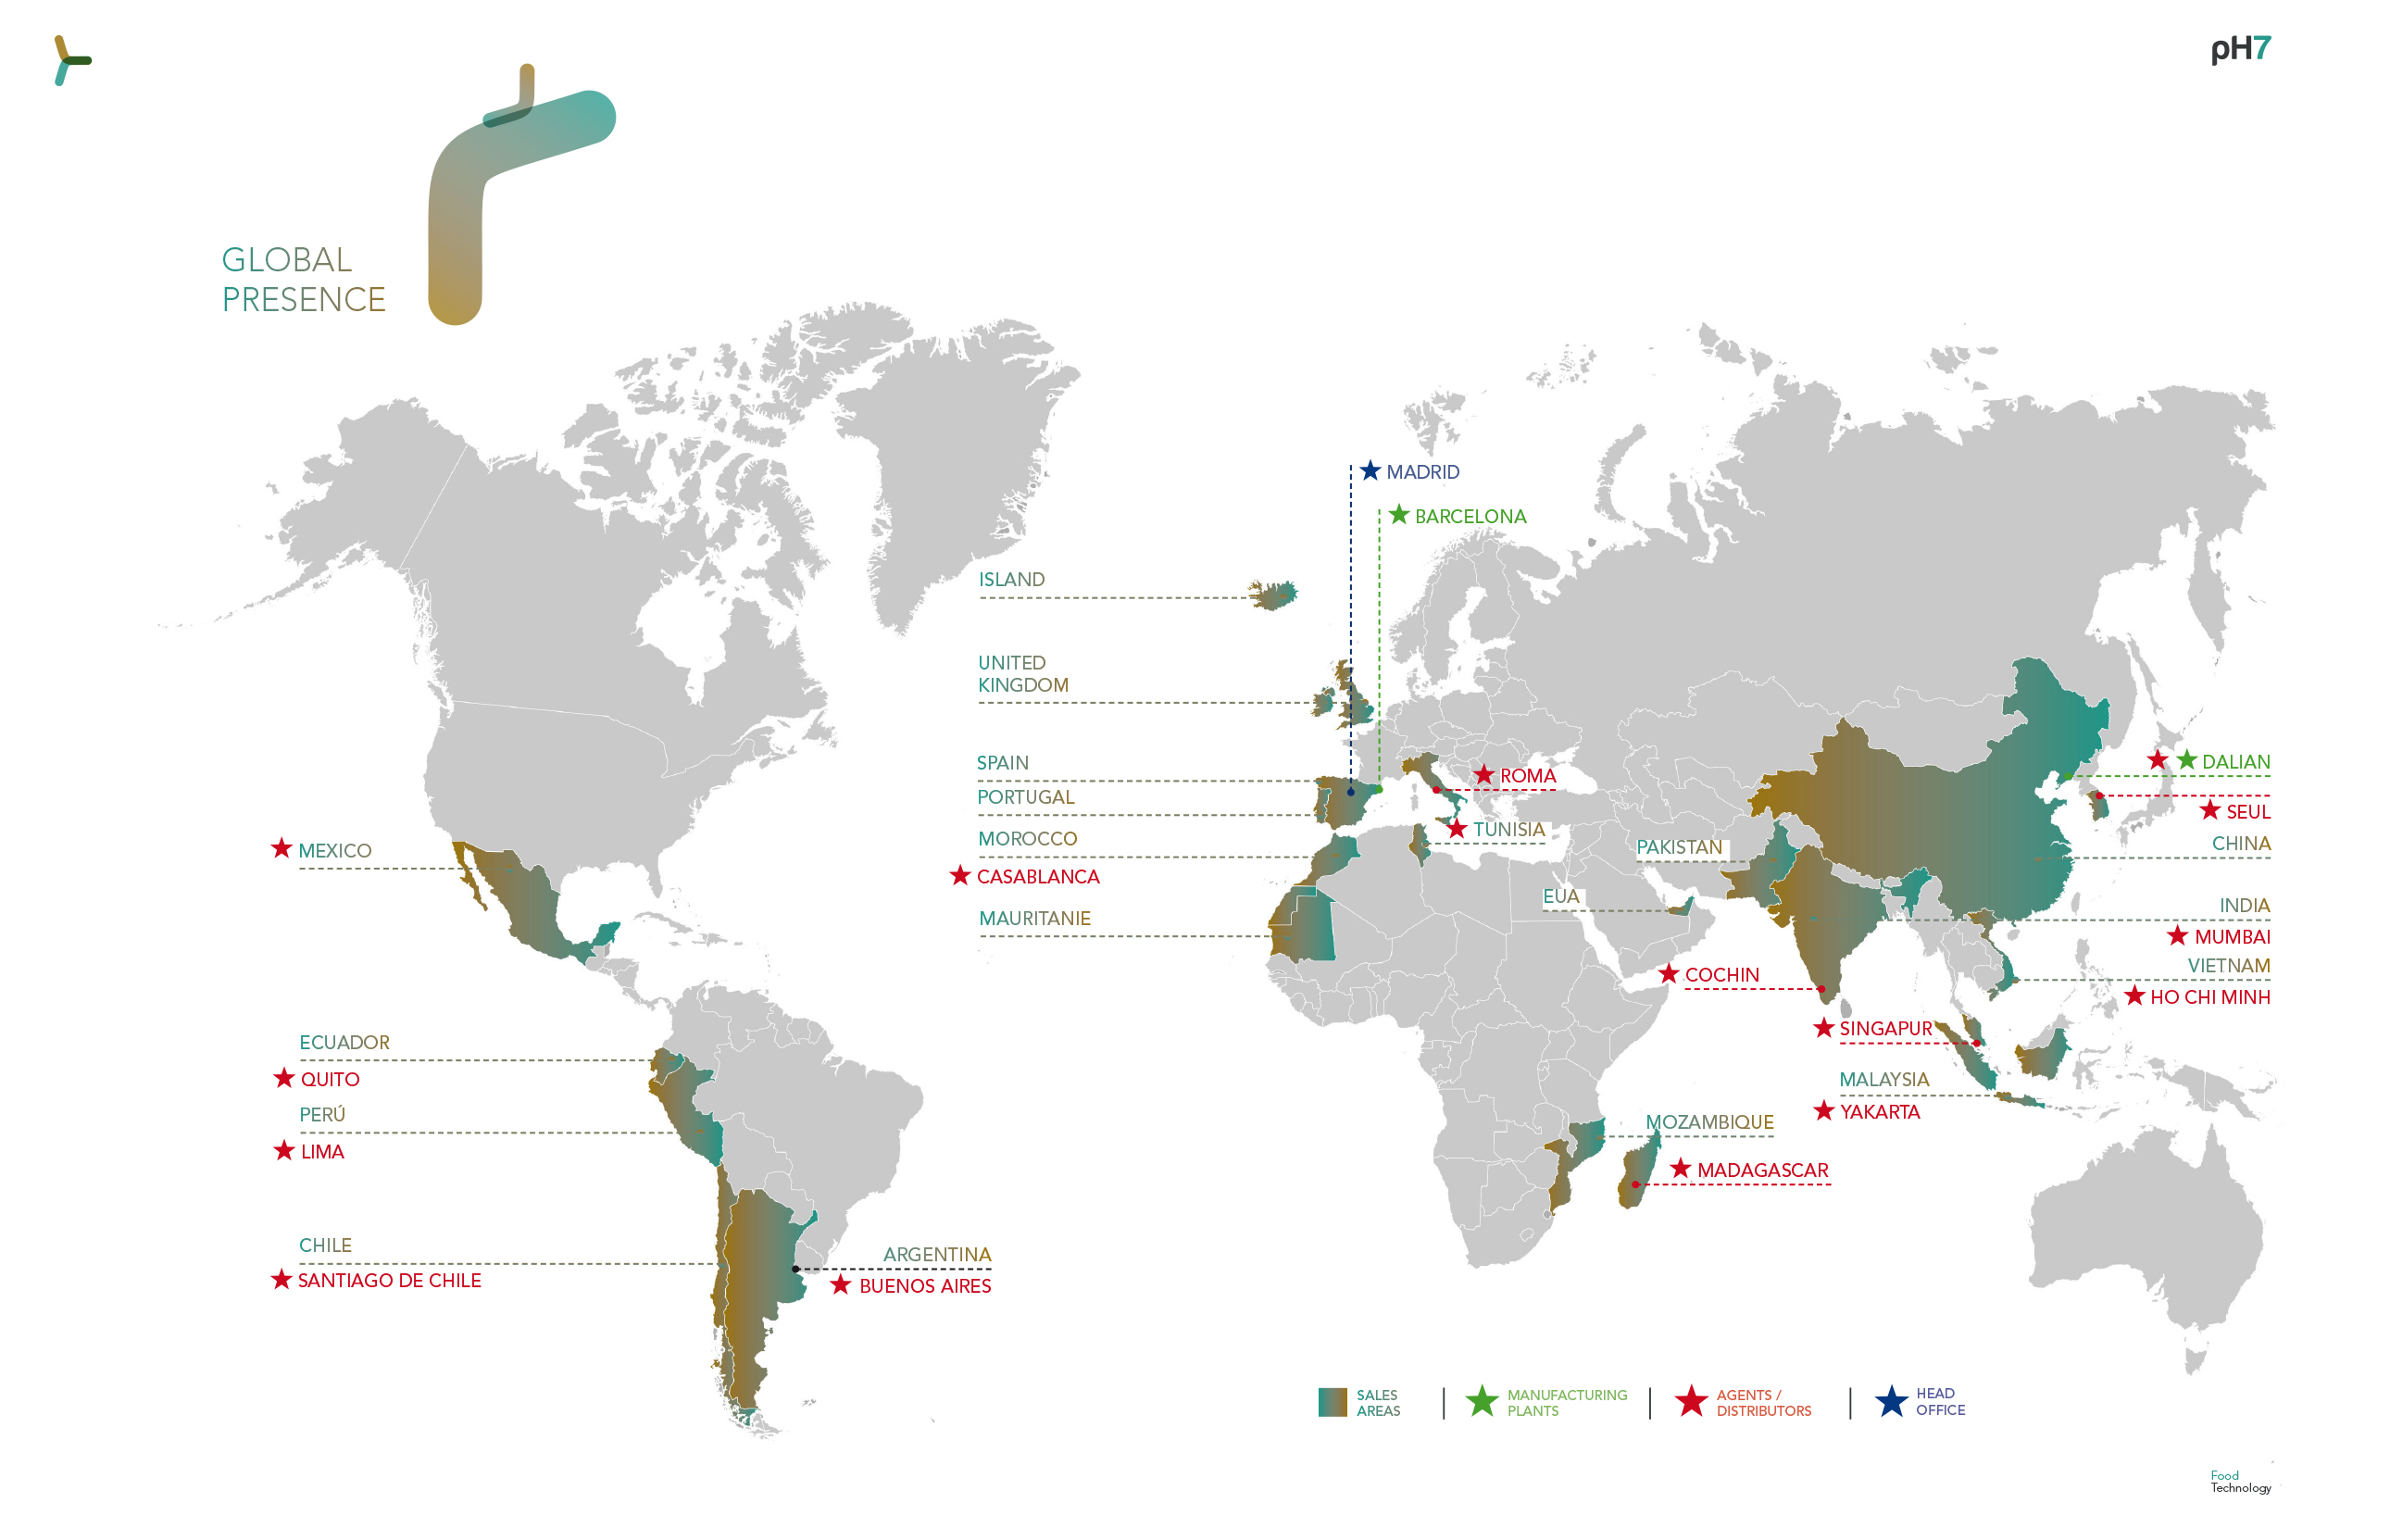 pH7
GLOBAL
PRESENCE
MADRID
BARCELONA
ISLAND
UNITED
KINGDOM
SPAIN
PORTUGAL
MOROCCO
CASABLANCA
MAURITANIE
ROMA
TUNISIA
MEXICO
ECUADOR
QUITO
PERÚ
LIMA
CHILE
SANTIAGO DE CHILE
ARGENTINA
BUENOS AIRES
PAKISTAN
EUA
COCHIN
SINGAPUR
MALAYSIA
YAKARTA
MOZAMBIQUE
MADAGASCAR
DALIAN
SEUL
CHINA
INDIA
MUMBAI
VIETNAM
HO CHI MINH
SALES
AREAS
MANUFACTURING
PLANTS
AGENTS /
DISTRIBUTORS
HEAD
OFFICE
Food
Technology